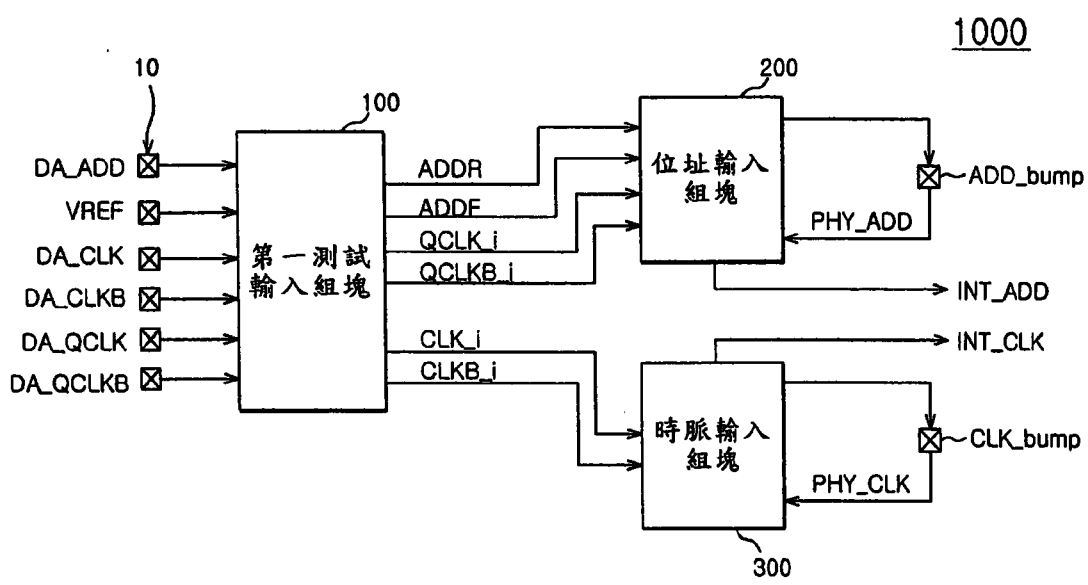 1000
10
100
200
DA_ADD
VREF
DA_CLK
DA_CLKB
DA_QCLK
DA_QCLKB
第一測試
輸入組塊
ADDR
ADDF
QCLK_i
QCLKB_i
CLK_i
CLKB_i
位址輸入
組塊
ADD_bump
PHY_ADD
INT_ADD
INT_CLK
時脈輸入
組塊
CLK_bump
PHY_CLK
300